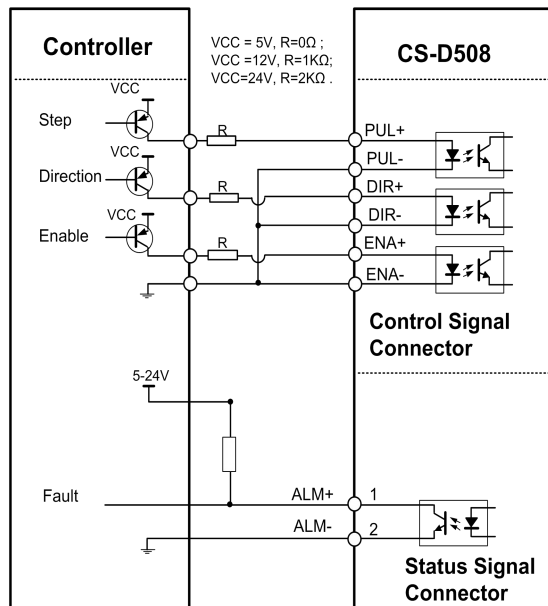 Controller
VCC = 5V, R=0Ω ;
VCC =12V, R=1KΩ;
VCC=24V, R=2KΩ .
CS-D508
VCC
Step
R
PUL+
VCC
PUL-
Direction
R
DIR+
VCC
DIR-
Enable
R
ENA+
ENA-
Control Signal
Connector
5-24V
Fault
ALM+
1
ALM-
2
Status Signal
Connector